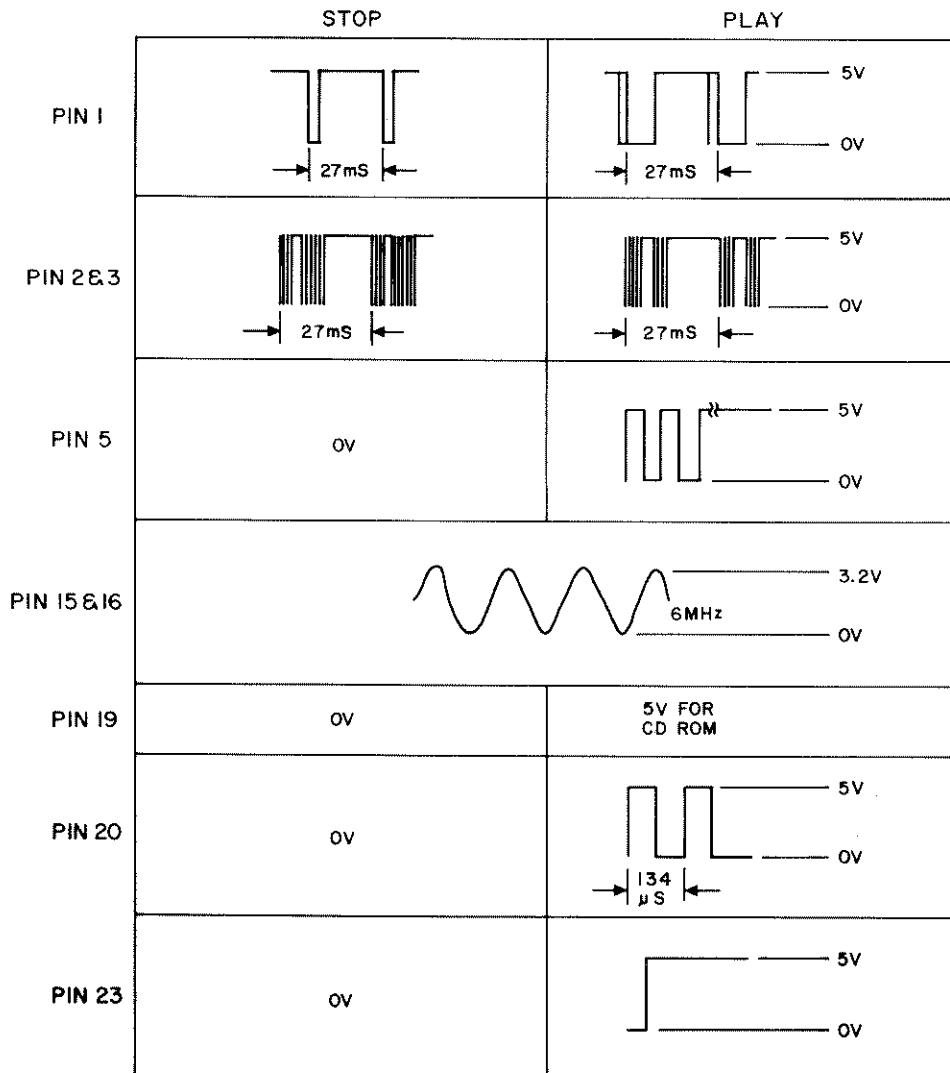 STOP PLAY
PIN 1 27mS 27mS 5V 0V
PIN 2&3 27mS 27mS 5V 0V
PIN 5 0V 5V 0V
PIN 15&16 6MHz 3.2V 0V
PIN 19 0V 5V FOR
CD ROM
PIN 20 0V 134
µS 5V 0V
PIN 23 0V 5V 0V